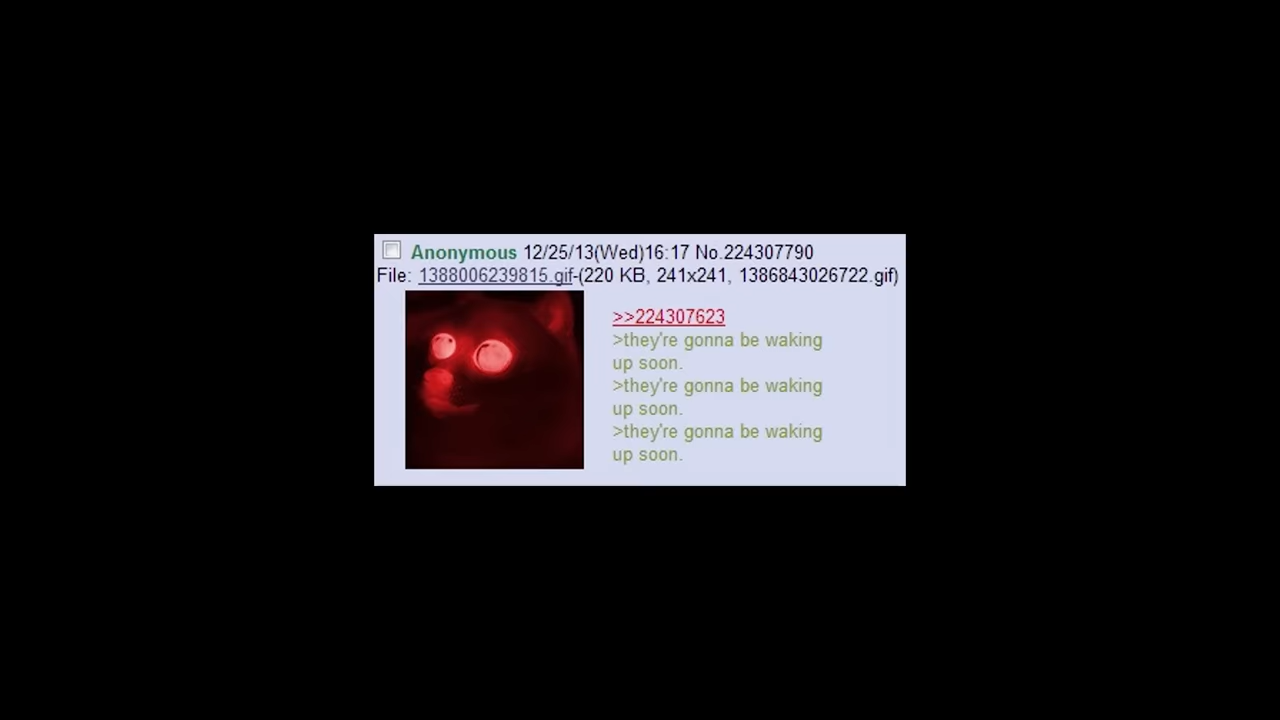 Anonymous 12/25/13(Wed)16:17 No.224307790
File: 1388006239815.gif-(220 KB, 241x241, 1386843026722.gif)
>>224307623
>they're gonna be waking
up soon.
>they're gonna be waking
up soon.
>they're gonna be waking
up soon.